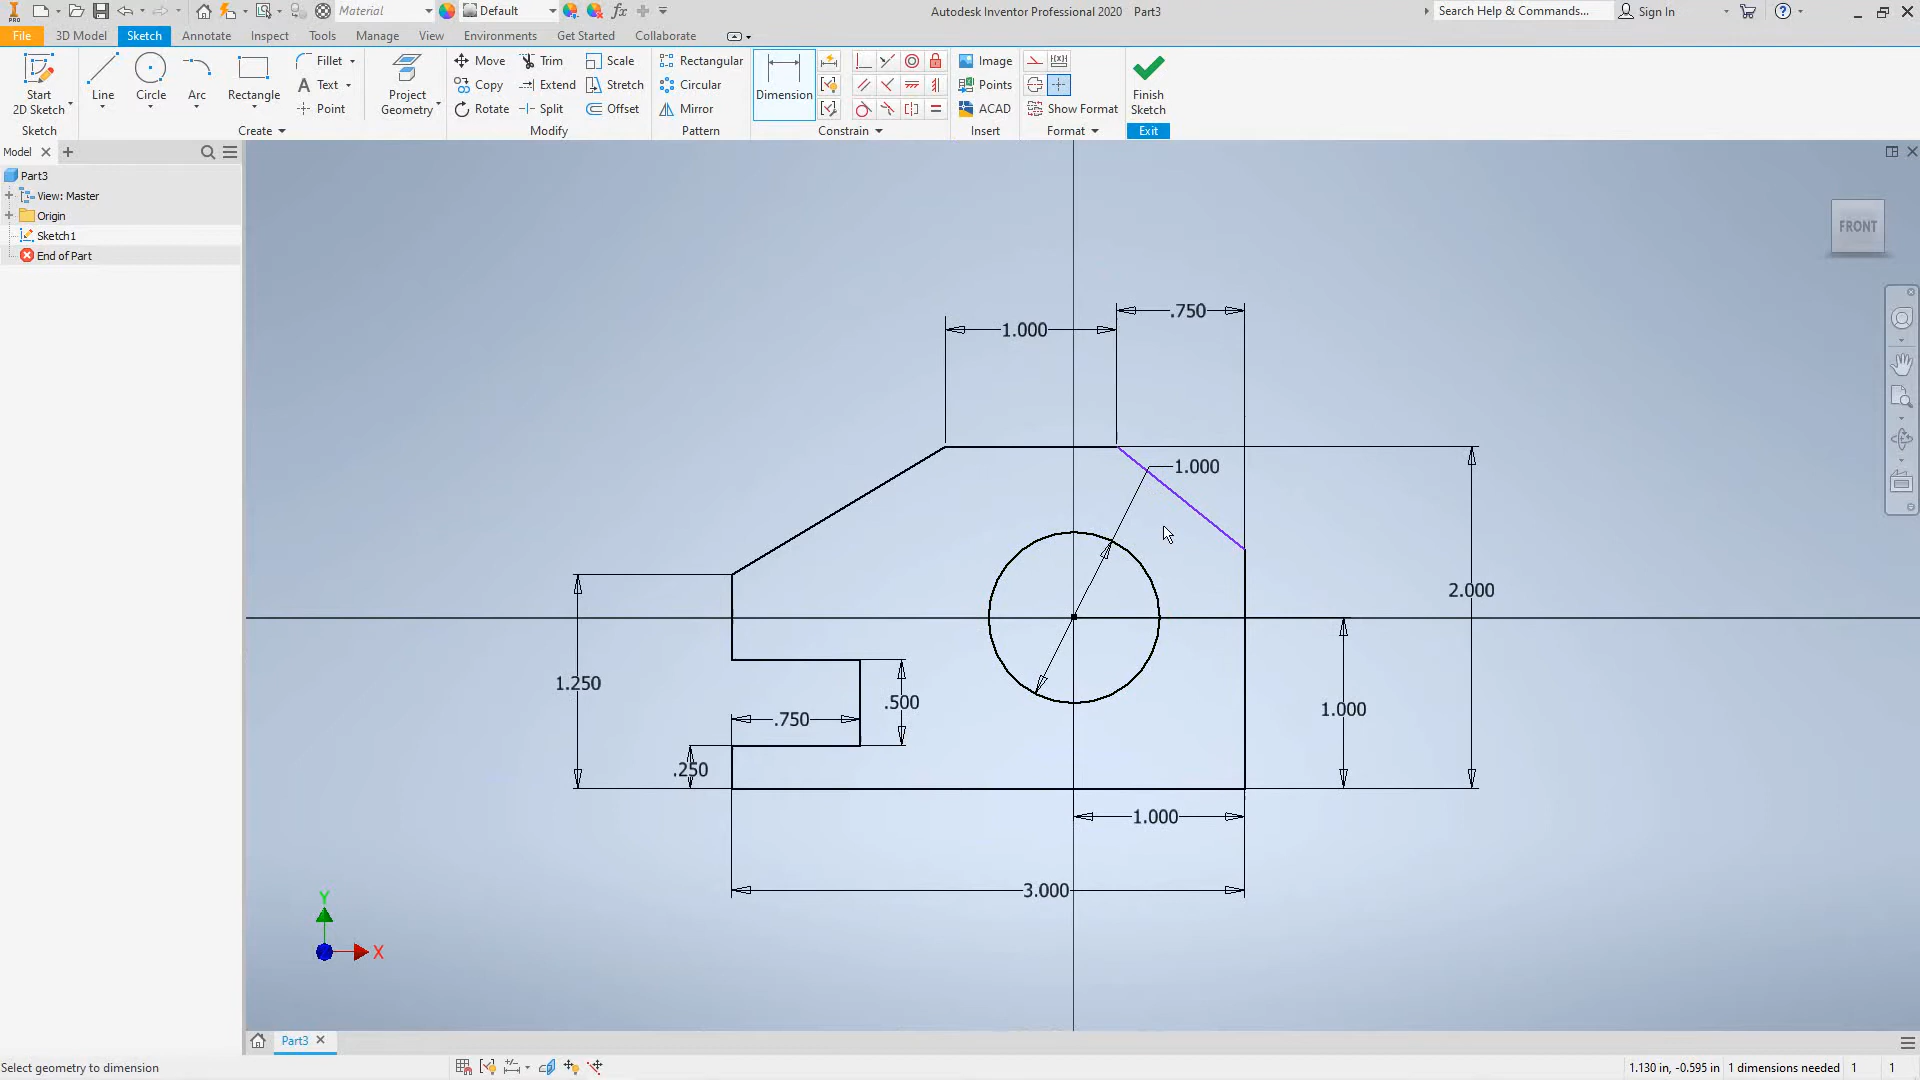 Material
Default
Autodesk Inventor Professional 2020 Part3
Search Help & Commands...
Sign In
PRO
File
3D Model
Sketch
Annotate
Inspect
Tools
Manage
View
Environments
Get Started
Collaborate
Start
2D Sketch
Line
Circle
Arc
Rectangle
Fillet
Text
Point
Project
Geometry
Move
Copy
Rotate
Trim
Extend
Split
Scale
Stretch
Offset
Rectangular
Circular
Mirror
Dimension
Image
Points
ACAD
Show Format
Finish
Sketch
Sketch
Create
Modify
Pattern
Constrain
Insert
Format
Exit
Model
Part3
View: Master
Origin
Sketch1
End of Part
FRONT
.750
1.000
1.000
2.000
1.250
.500
.750
.250
1.000
1.000
3.000
Y
X
Part3
Select geometry to dimension
1.130 in, -0.595 in
1 dimensions needed
1
1